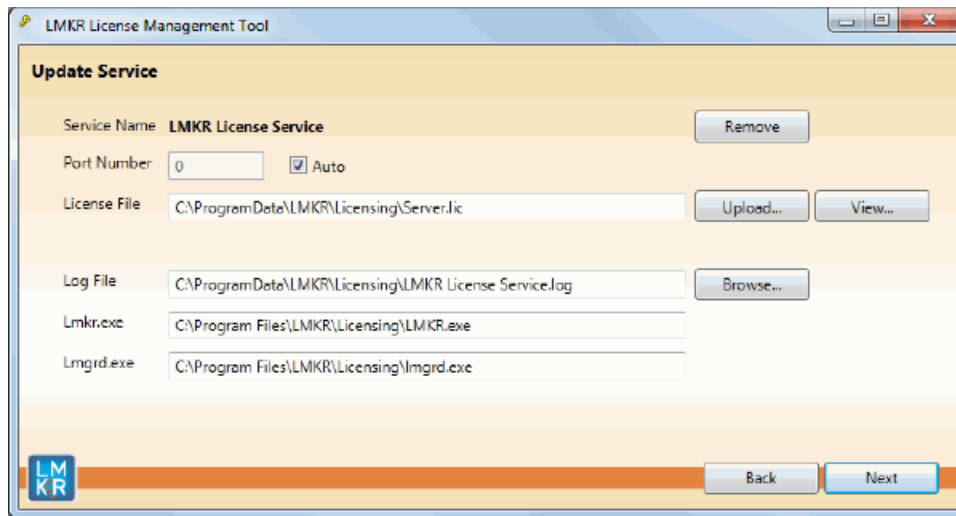 LMKR License Management Tool
Update Service
Service Name LMKR License Service Remove
Port Number 0 Auto
License File C:\ProgramData\LMKR\Licensing\Server.lic Upload... View...
Log File C:\ProgramData\LMKR\Licensing\LMKR License Service.log Browse...
Lmkr.exe C:\Program Files\LMKR\Licensing\LMKR.exe
Lmgrd.exe C:\Program Files\LMKR\Licensing\lmgrd.exe
LM
KR
Back Next